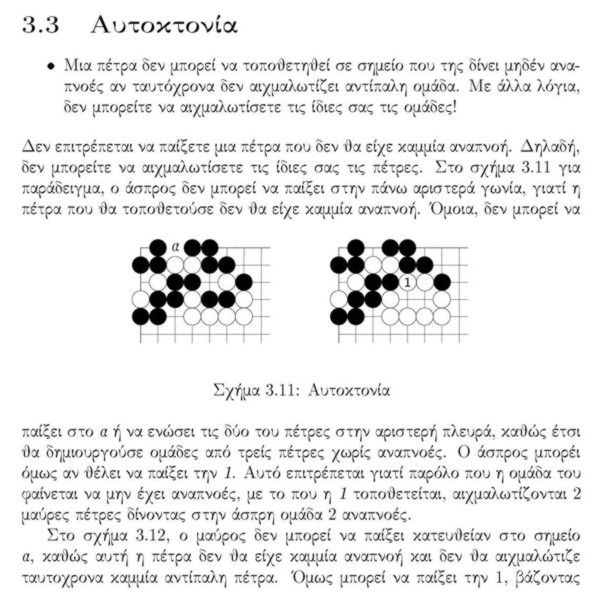 3.3 Αυτοκτονία
• Μια πέτρα δεν μπορεί να τοποθετηθεί σε σημείο που της δίνει μηδέν ανα-
πνοές αν ταυτόχρονα δεν αιχμαλωτίζει αντίπαλη ομάδα. Με άλλα λόγια,
δεν μπορείτε να αιχμαλωτίσετε τις ίδιες σας τις ομάδες!
Δεν επιτρέπεται να παίξετε μια πέτρα που δεν θα είχε καμμία αναπνοή. Δηλαδή,
δεν μπορείτε να αιχμαλωτίσετε τις ίδιες σας τις πέτρες. Στο σχήμα 3.11 για
παράδειγμα, ο άσπρος δεν μπορεί να παίξει στην πάνω αριστερά γωνία, γιατί η
πέτρα που θα τοποθετούσε δεν θα είχε καμμία αναπνοή. Όμοια, δεν μπορεί να
a
1
Σχήμα 3.11: Αυτοκτονία
παίξει στο a ή να ενώσει τις δύο του πέτρες στην αριστερή πλευρά, καθώς έτσι
θα δημιουργούσε ομάδες από τρείς πέτρες χωρίς αναπνοές. Ο άσπρος μπορέι
όμως αν θέλει να παίξει την 1. Αυτό επιτρέπεται γιατί παρόλο που η ομάδα του
φαίνεται να μην έχει αναπνοές, με το που η 1 τοποθετείται, αιχμαλωτίζονται 2
μαύρες πέτρες δίνοντας στην άσπρη ομάδα 2 αναπνοές.
Στο σχήμα 3.12, ο μαύρος δεν μπορεί να παίξει κατευθείαν στο σημείο
a, καθώς αυτή η πέτρα δεν θα είχε καμμία αναπνοή και δεν θα αιχμαλώτιζε
ταυτοχρονα καμμία αντίπαλη πέτρα. Όμως μπορεί να παίξει την 1, βάζοντας